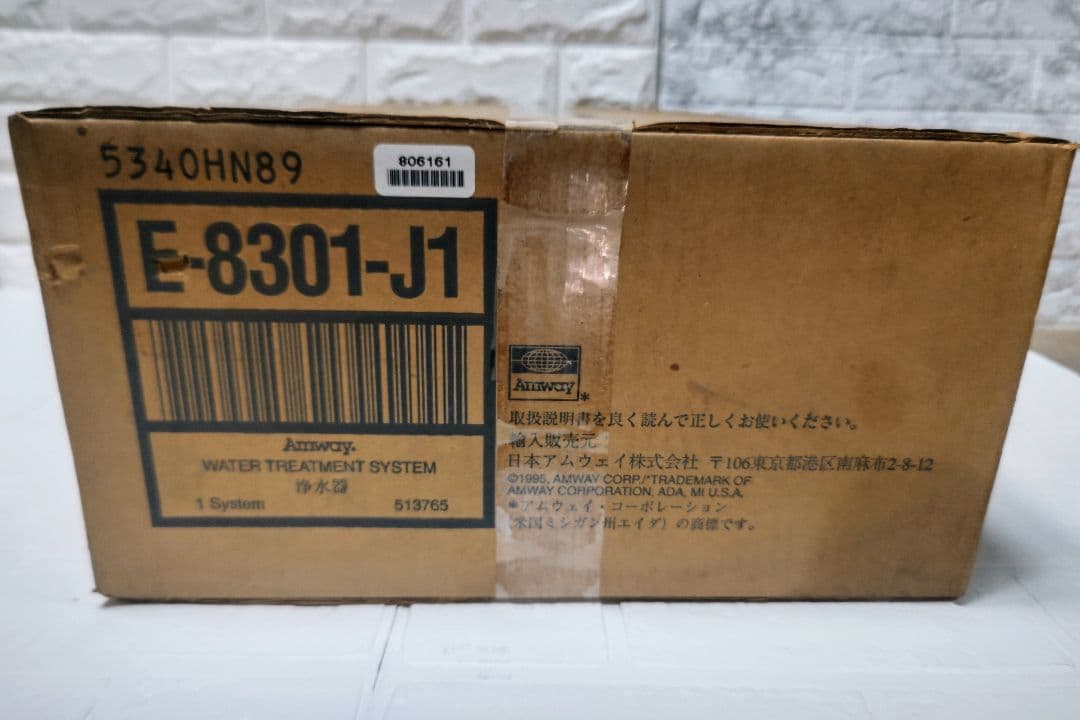 5340HN89
806161
E-8301-J1
Amway.
WATER TREATMENT SYSTEM
浄水器
1 System 513765
Amway*
取扱説明書を良く読んで正しくお使いください。
輸入販売元
日本アムウェイ株式会社 〒106東京都港区南麻布2-8-12
©1995, AMWAY CORP./*TRADEMARK OF
AMWAY CORPORATION, ADA, MI U.S.A.
*アムウェイ・コーポレーション
(米国ミシガン州エイダ)の商標です。